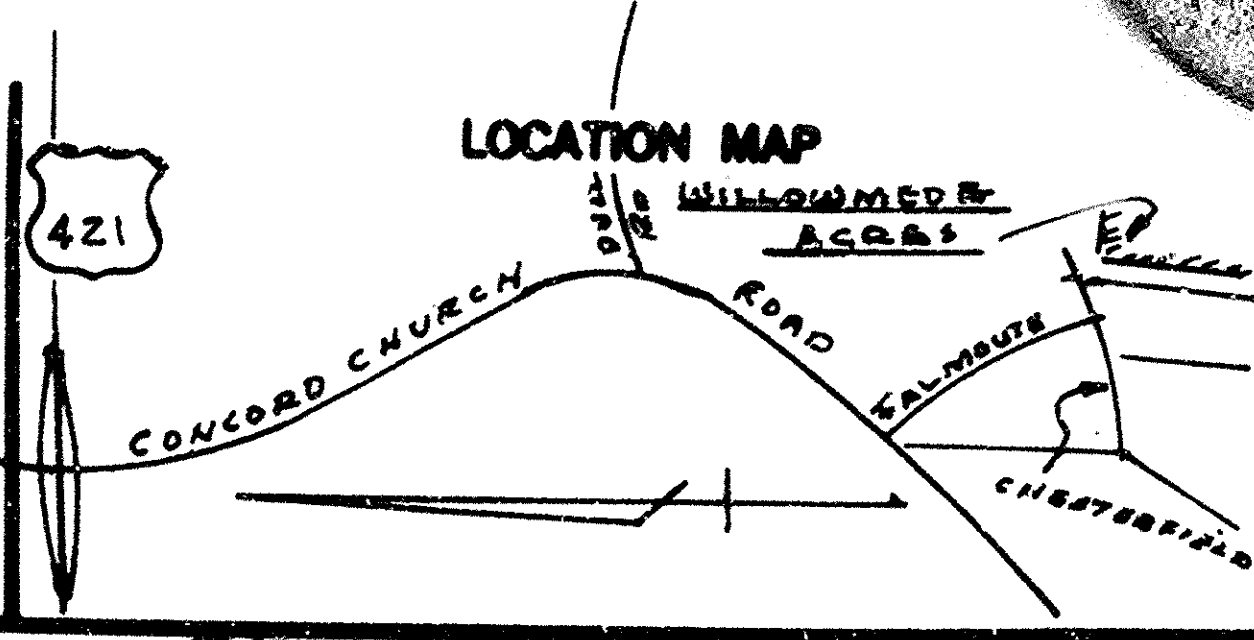 LOCATION MAP
421
WILLOWMEDE
ACRES
CONCORD CHURCH ROAD
FALMOUTH
CHESTERFIELD